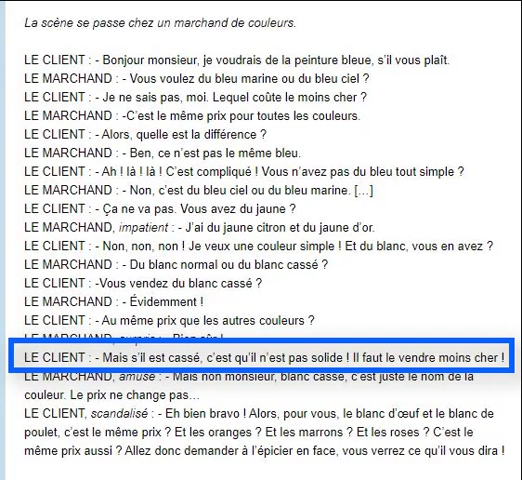 La scène se passe chez un marchand de couleurs.
LE CLIENT : - Bonjour monsieur, je voudrais de la peinture bleue, s'il vous plaît.
LE MARCHAND : - Vous voulez du bleu marine ou du bleu ciel ?
LE CLIENT : - Je ne sais pas, moi. Lequel coûte le moins cher ?
LE MARCHAND : -C'est le même prix pour toutes les couleurs.
LE CLIENT : - Alors, quelle est la différence ?
LE MARCHAND : - Ben, ce n'est pas le même bleu.
LE CLIENT : - Ah ! là ! là ! C'est compliqué ! Vous n'avez pas du bleu tout simple ?
LE MARCHAND : - Non, c'est du bleu ciel ou du bleu marine. […]
LE CLIENT : - Ça ne va pas. Vous avez du jaune ?
LE MARCHAND, impatient : - J'ai du jaune citron et du jaune d'or.
LE CLIENT : - Non, non, non ! Je veux une couleur simple ! Et du blanc, vous en avez ?
LE MARCHAND : - Du blanc normal ou du blanc cassé ?
LE CLIENT : -Vous vendez du blanc cassé ?
LE MARCHAND : - Évidemment !
LE CLIENT : - Au même prix que les autres couleurs ?
LE MARCHAND, surpris : - Bien sûr !
LE CLIENT : - Mais s'il est cassé, c'est qu'il n'est pas solide ! Il faut le vendre moins cher !
LE MARCHAND, amusé : - Mais non monsieur, blanc cassé, c'est juste le nom de la
couleur. Le prix ne change pas…
LE CLIENT, scandalisé : - Eh bien bravo ! Alors, pour vous, le blanc d'œuf et le blanc de
poulet, c'est le même prix ? Et les oranges ? Et les marrons ? Et les roses ? C'est le
même prix aussi ? Allez donc demander à l'épicier en face, vous verrez ce qu'il vous dira !